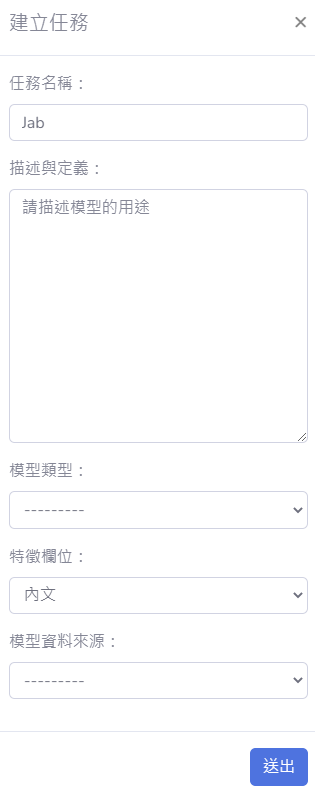 建立任務 ×
任務名稱：
Jab
描述與定義：
請描述模型的用途
模型類型：
---------
特徵欄位：
內文
模型資料來源：
---------
送出